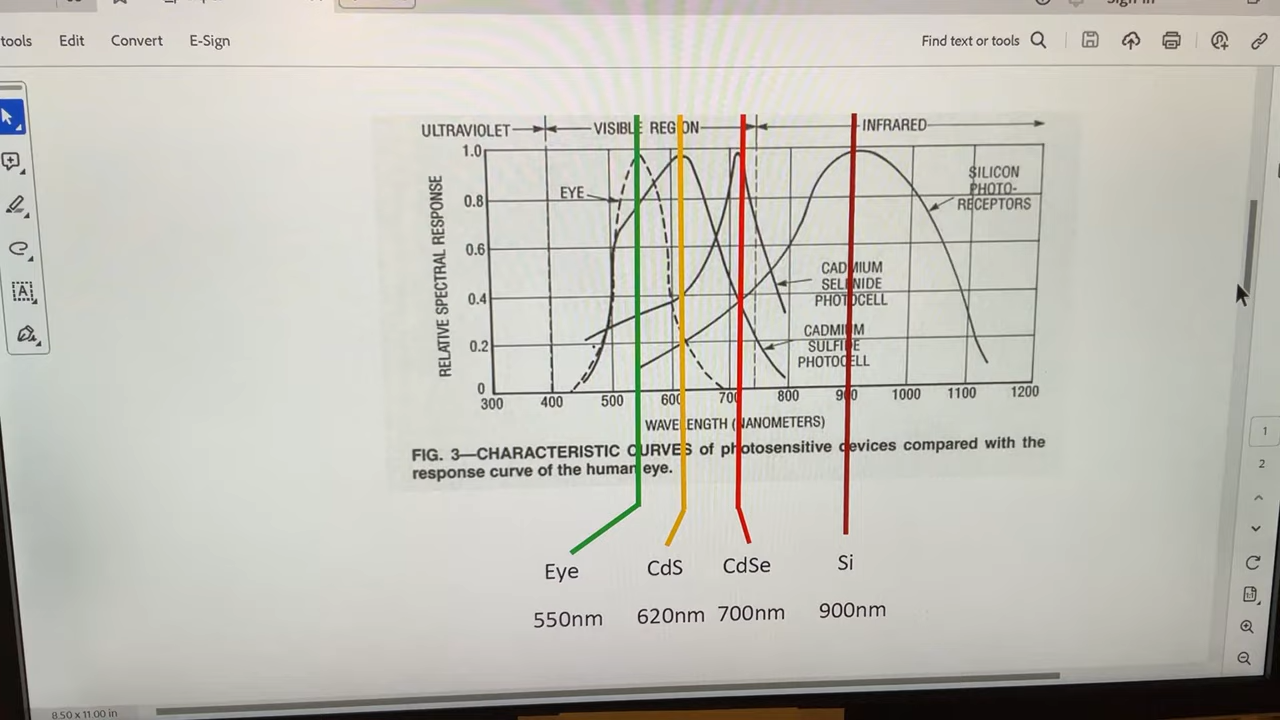 tools Edit Convert E-Sign Find text or tools
ULTRAVIOLET VISIBLE REGION INFRARED
1.0
0.8
0.6
0.4
0.2
0
RELATIVE SPECTRAL RESPONSE
EYE
SILICON
PHOTO-
RECEPTORS
CADMIUM
SELENIDE
PHOTOCELL
CADMIUM
SULFIDE
PHOTOCELL
300 400 500 600 700 800 900 1000 1100 1200
WAVELENGTH (NANOMETERS)
FIG. 3—CHARACTERISTIC CURVES of photosensitive devices compared with the
response curve of the human eye.
Eye CdS CdSe Si
550nm 620nm 700nm 900nm
1
2
8.50 x 11.00 in